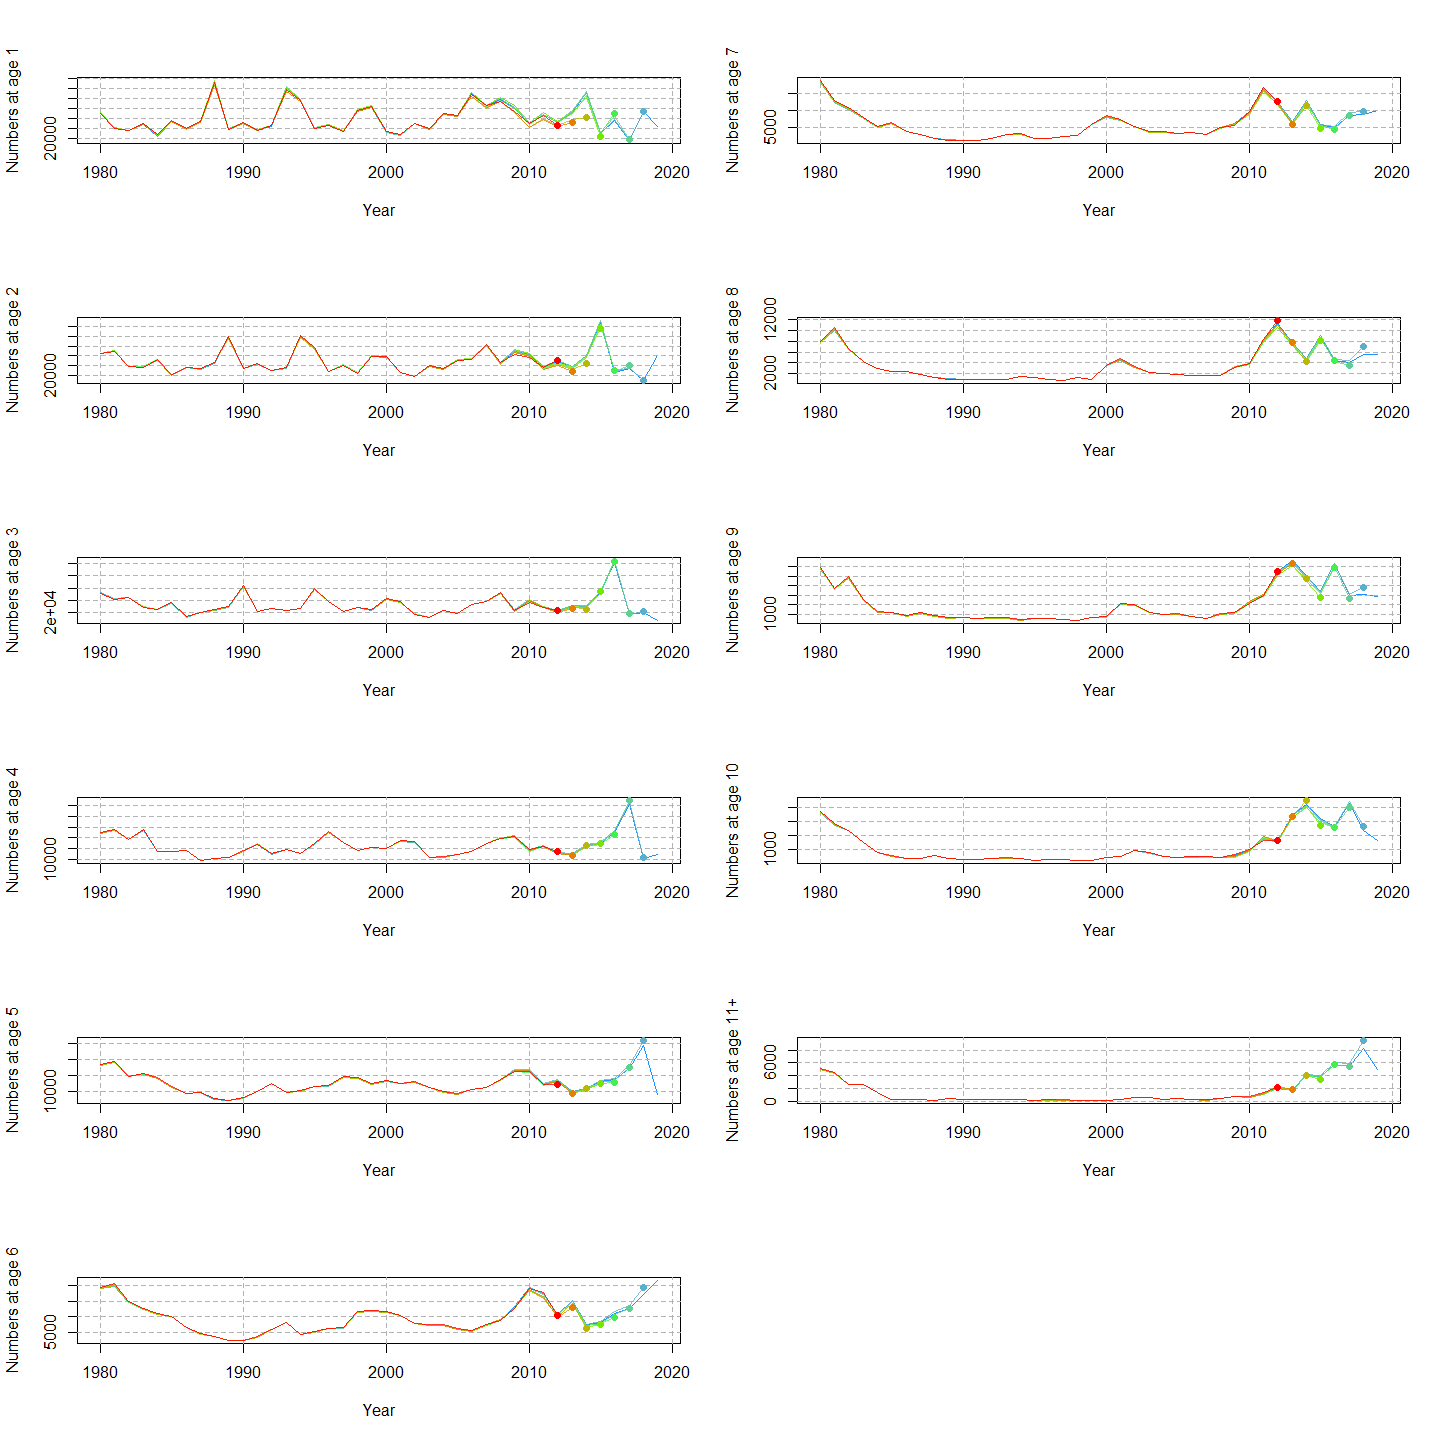 Numbers at age 1
20000
1980 1990 2000 2010 2020
Year
Numbers at age 2
20000
1980 1990 2000 2010 2020
Year
Numbers at age 3
2e+04
1980 1990 2000 2010 2020
Year
Numbers at age 4
10000
1980 1990 2000 2010 2020
Year
Numbers at age 5
10000
1980 1990 2000 2010 2020
Year
Numbers at age 6
5000
1980 1990 2000 2010 2020
Year
Numbers at age 7
5000
1980 1990 2000 2010 2020
Year
Numbers at age 8
2000 12000
1980 1990 2000 2010 2020
Year
Numbers at age 9
1000
1980 1990 2000 2010 2020
Year
Numbers at age 10
1000
1980 1990 2000 2010 2020
Year
Numbers at age 11+
0 6000
1980 1990 2000 2010 2020
Year